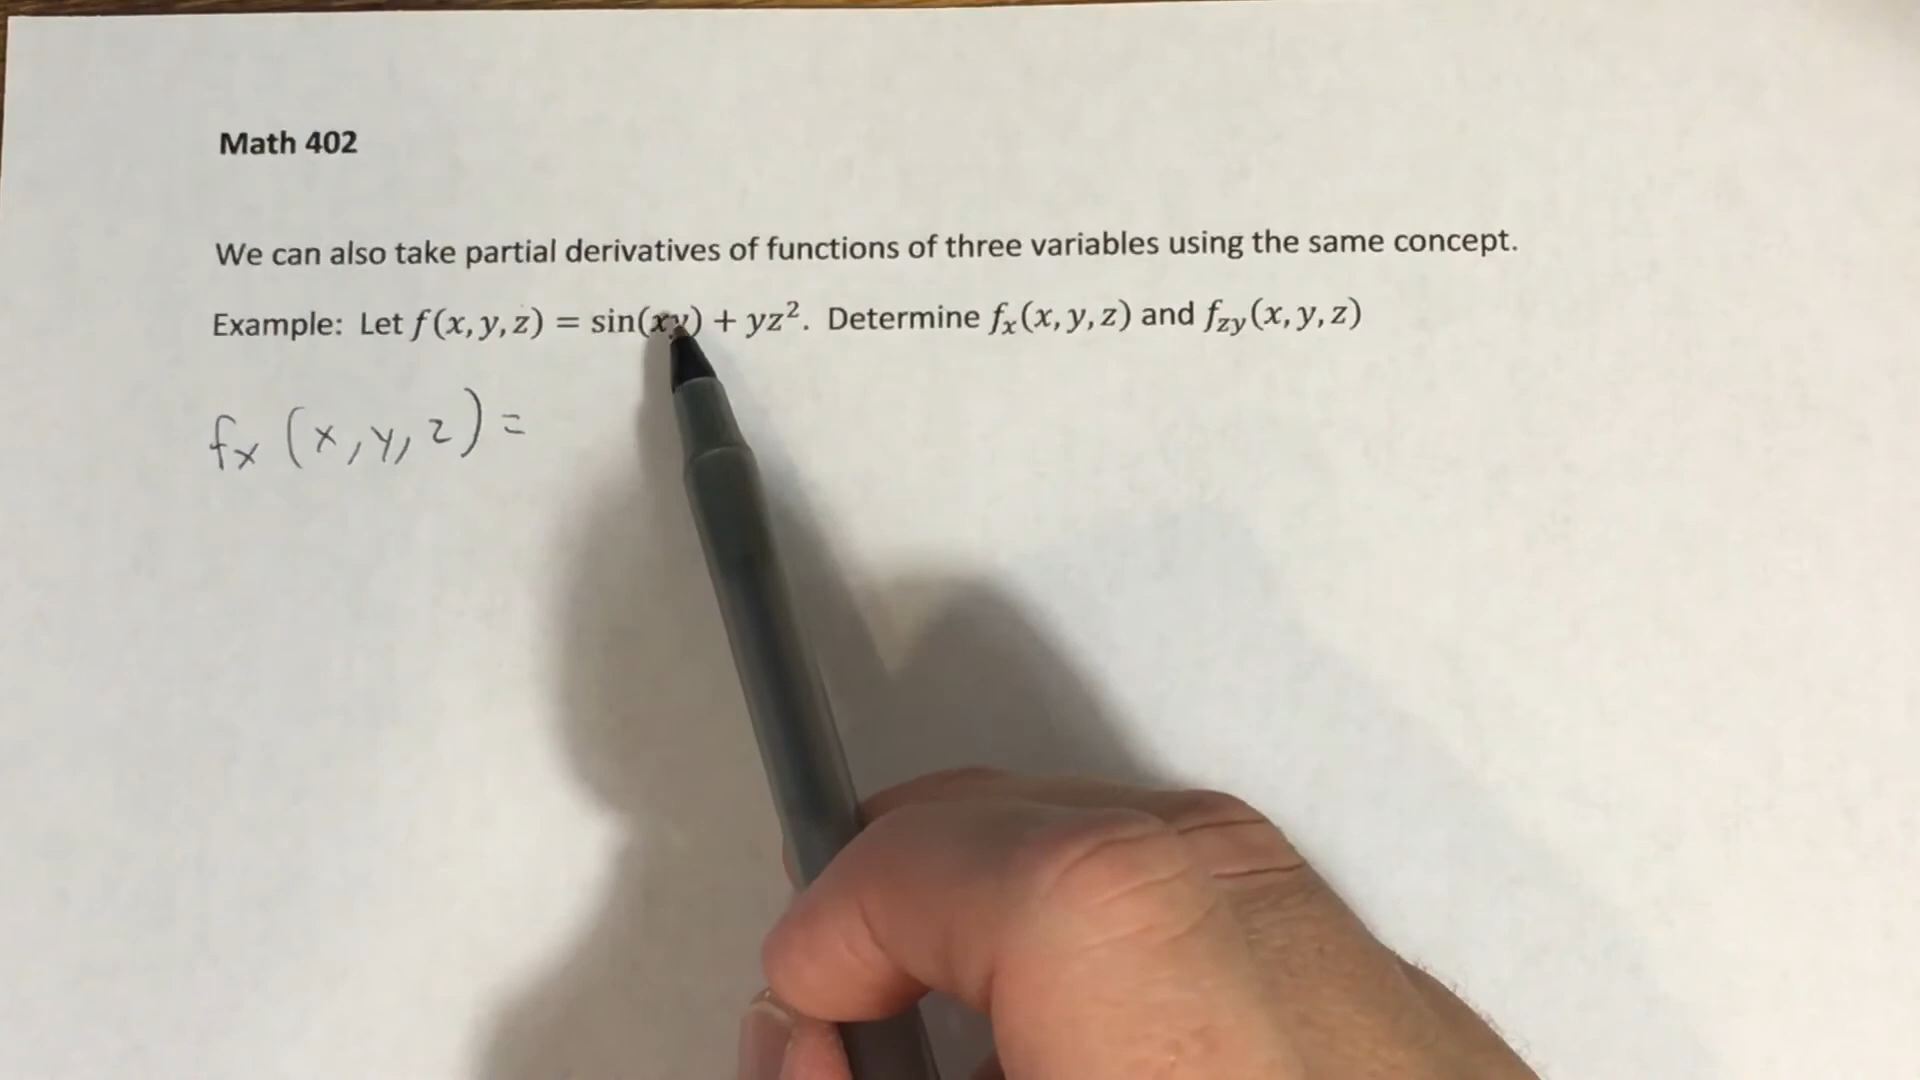 Math 402
We can also take partial derivatives of functions of three variables using the same concept.
Example: Let f(x, y, z) = sin(xy) + yz². Determine fₓ(x, y, z) and f_zy(x, y, z)
fₓ (x, y, z) =